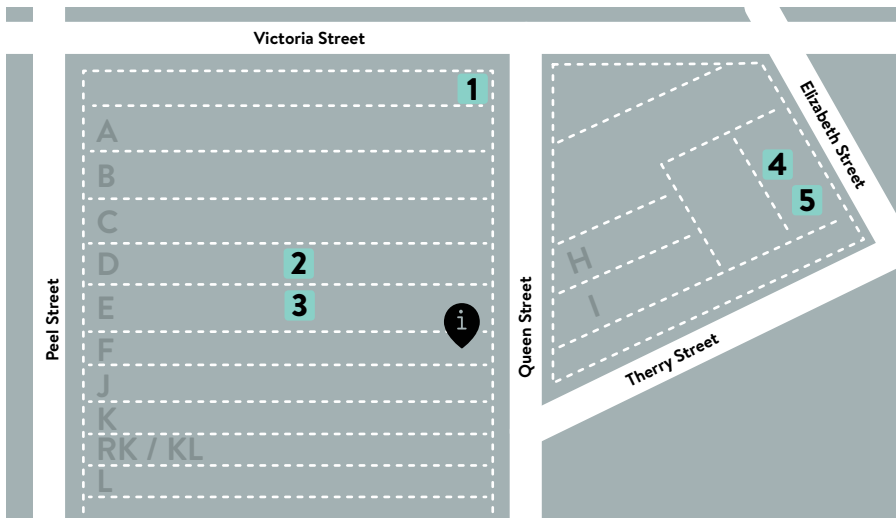 Victoria Street
1
A
B
C
D
2
E
3
F
J
K
RK / KL
L
i
Peel Street
Queen Street
Elizabeth Street
4
5
H
I
Therry Street